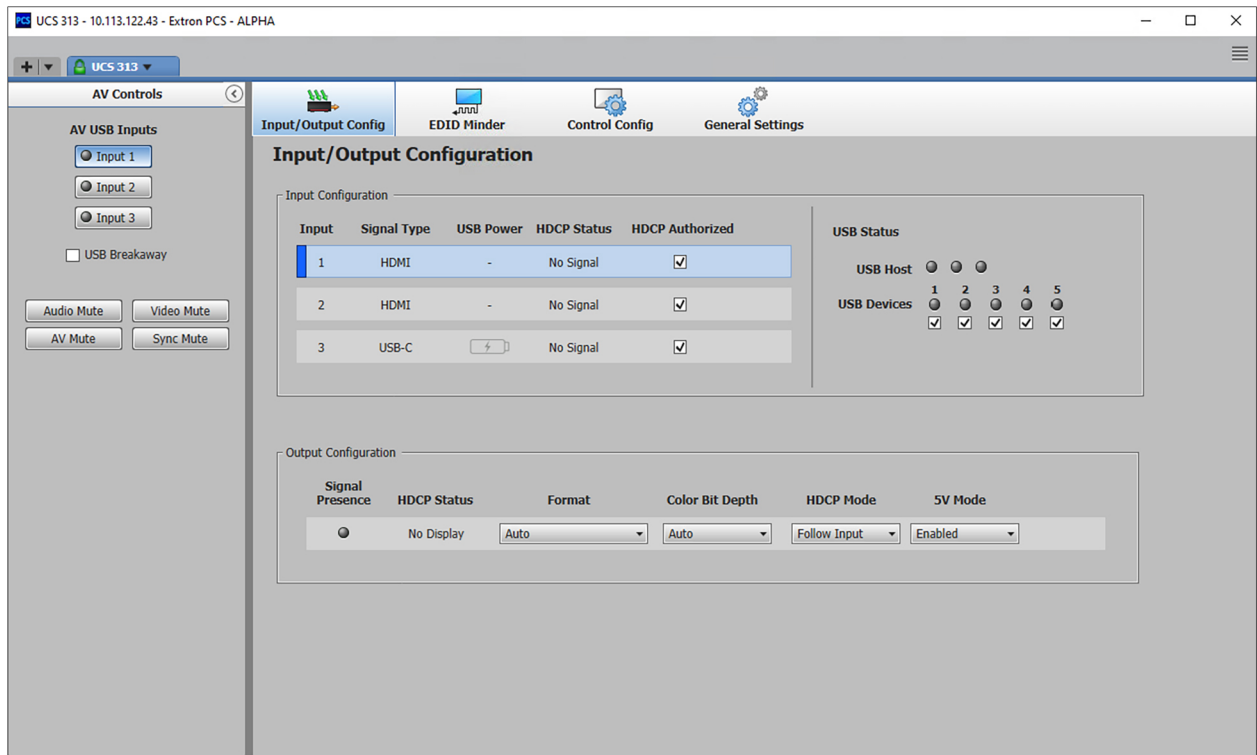 PCS UCS 313 - 10.113.122.43 - Extron PCS - ALPHA
UCS 313
AV Controls
AV USB Inputs
Input 1
Input 2
Input 3
USB Breakaway
Audio Mute Video Mute
AV Mute Sync Mute
Input/Output Config EDID Minder Control Config General Settings
Input/Output Configuration
Input Configuration
Input Signal Type USB Power HDCP Status HDCP Authorized
1 HDMI - No Signal
2 HDMI - No Signal
3 USB-C No Signal
USB Status
USB Host
1 2 3 4 5
USB Devices
Output Configuration
Signal Presence HDCP Status Format Color Bit Depth HDCP Mode 5V Mode
No Display Auto Auto Follow Input Enabled